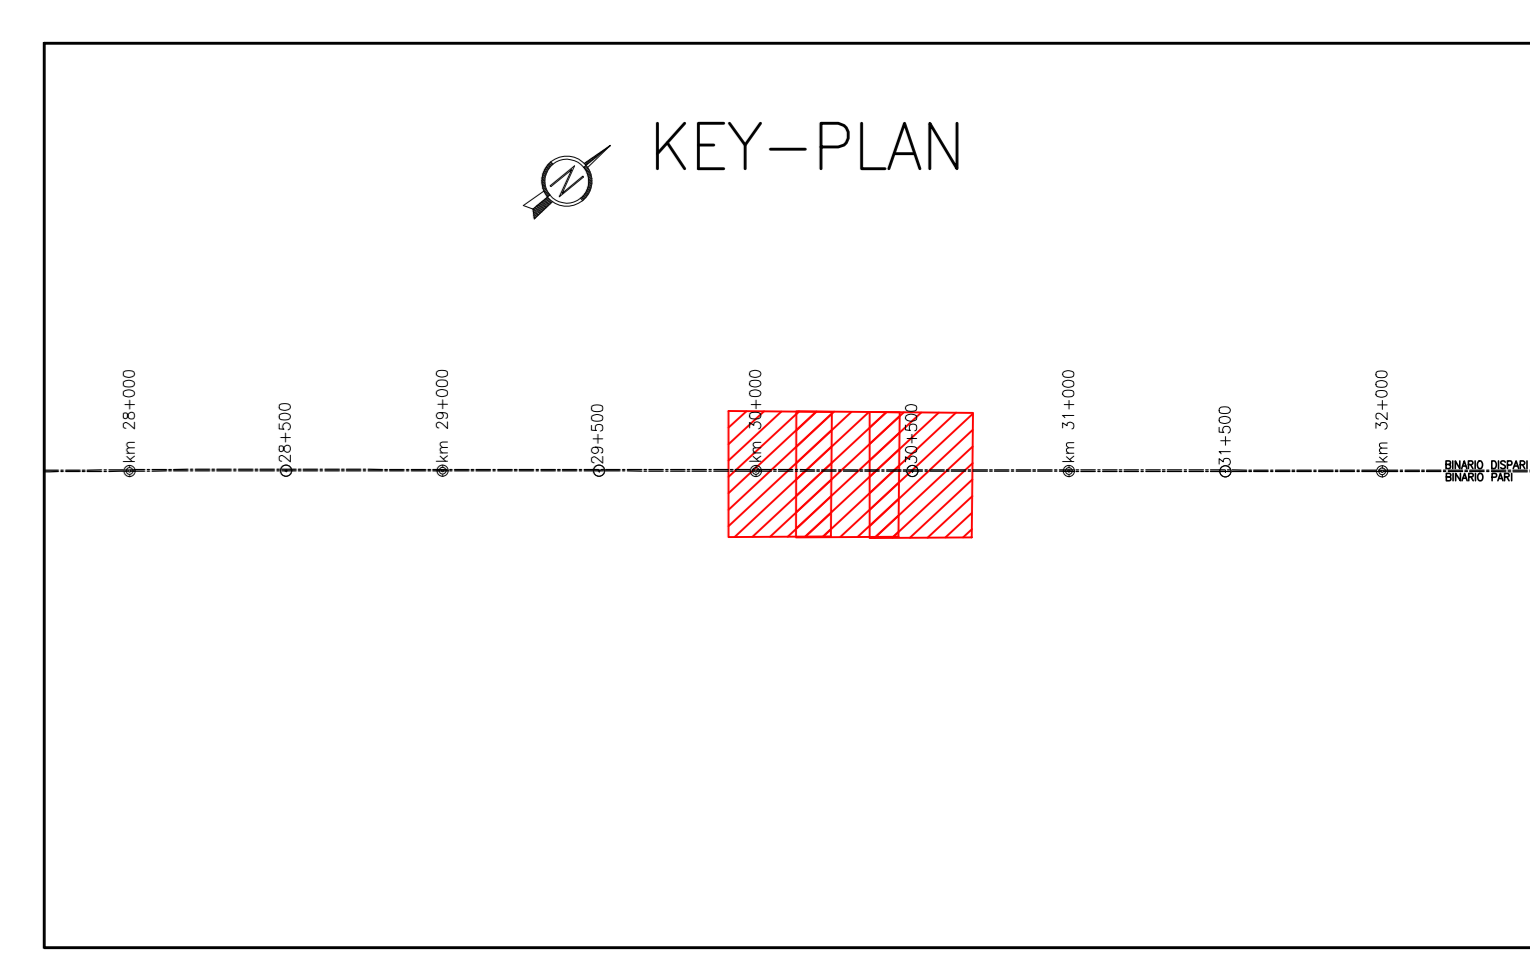 KEY-PLAN
N
km 28+000
28+500
km 29+000
29+500
km 30+000
30+500
km 31+000
31+500
km 32+000
BINARIO DISPARI
BINARIO PARI